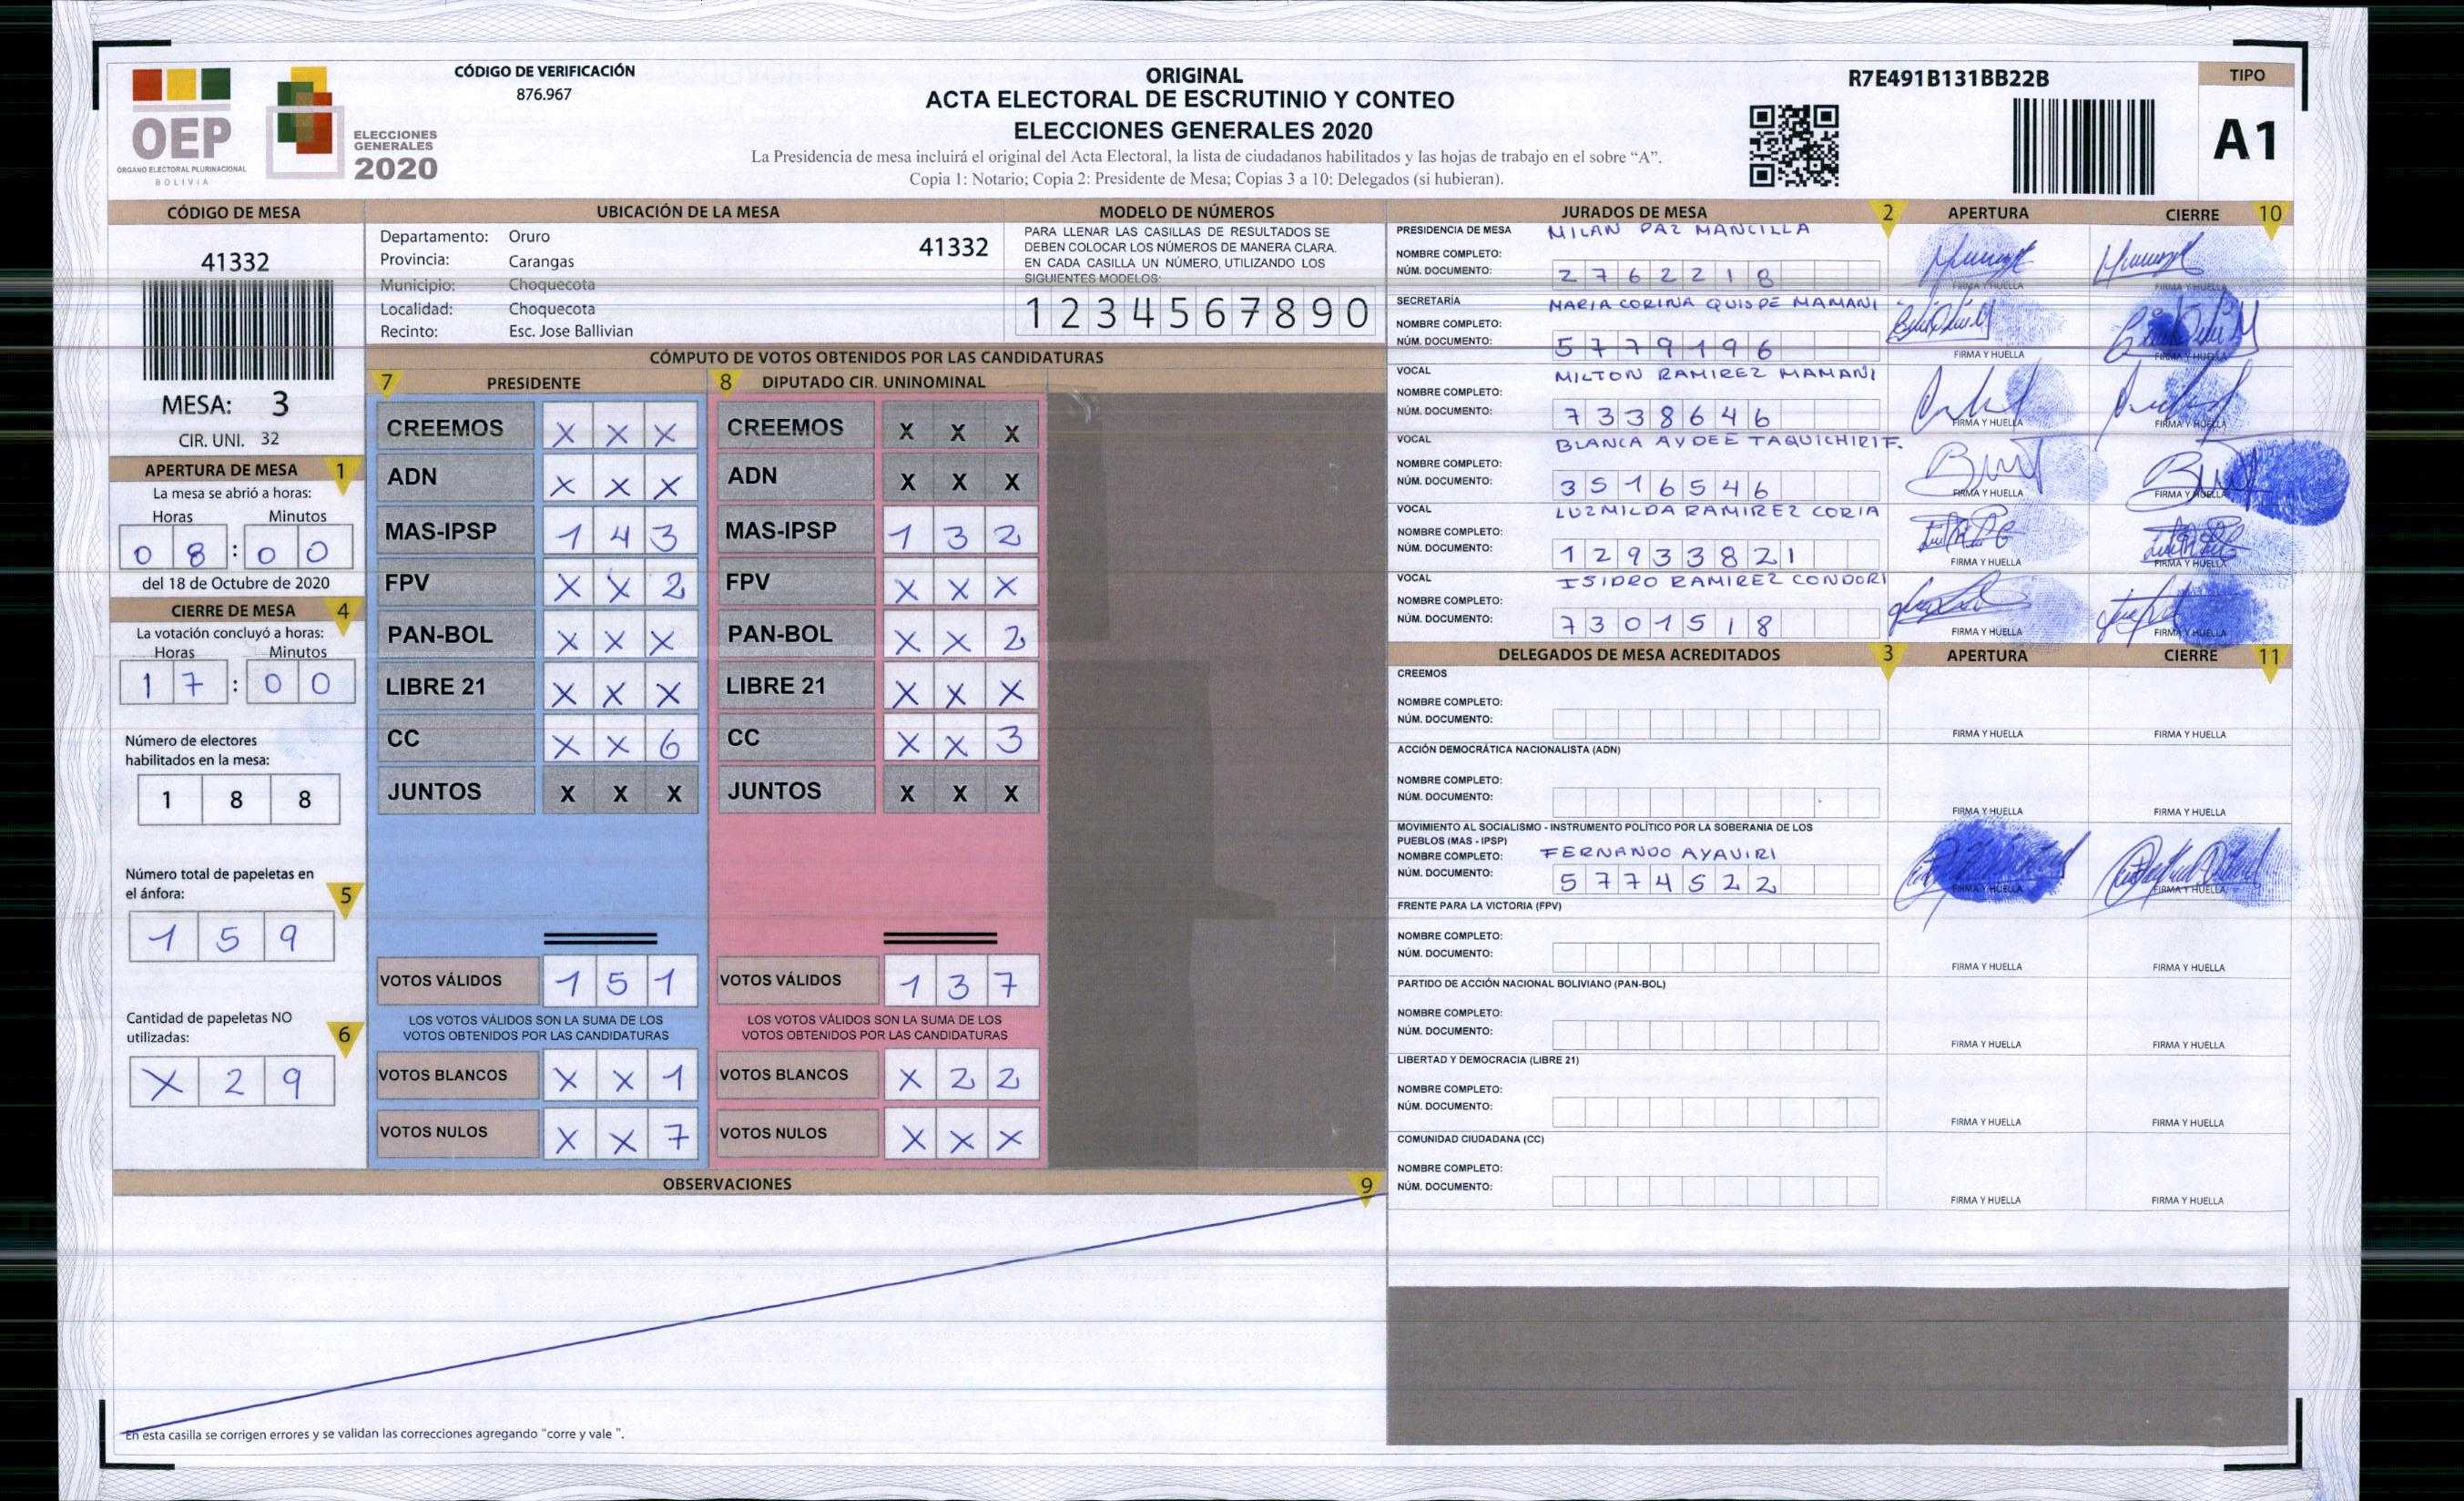 OEP
ÓRGANO ELECTORAL PLURINACIONAL
BOLIVIA
ELECCIONES
GENERALES
2020
CÓDIGO DE VERIFICACIÓN
876.967
ORIGINAL
ACTA ELECTORAL DE ESCRUTINIO Y CONTEO
ELECCIONES GENERALES 2020
La Presidencia de mesa incluirá el original del Acta Electoral, la lista de ciudadanos habilitados y las hojas de trabajo en el sobre “A”.
Copia 1: Notario; Copia 2: Presidente de Mesa; Copias 3 a 10: Delegados (si hubieran).
R7E491B131BB22B
TIPO
A1
CÓDIGO DE MESA
41332
MESA: 3
CIR. UNI. 32
APERTURA DE MESA 1
La mesa se abrió a horas:
Horas Minutos
0 8 : 0 0
del 18 de Octubre de 2020
CIERRE DE MESA 4
La votación concluyó a horas:
Horas Minutos
1 7 : 0 0
Número de electores
habilitados en la mesa:
1 8 8
Número total de papeletas en
el ánfora: 5
1 5 9
Cantidad de papeletas NO
utilizadas: 6
X 2 9
UBICACIÓN DE LA MESA
Departamento: Oruro 41332
Provincia: Carangas
Municipio: Choquecota
Localidad: Choquecota
Recinto: Esc. Jose Ballivian
MODELO DE NÚMEROS
PARA LLENAR LAS CASILLAS DE RESULTADOS SE
DEBEN COLOCAR LOS NÚMEROS DE MANERA CLARA.
EN CADA CASILLA UN NÚMERO, UTILIZANDO LOS
SIGUIENTES MODELOS:
1 2 3 4 5 6 7 8 9 0
CÓMPUTO DE VOTOS OBTENIDOS POR LAS CANDIDATURAS
7 PRESIDENTE 8 DIPUTADO CIR. UNINOMINAL
CREEMOS X X X CREEMOS X X X
ADN X X X ADN X X X
MAS-IPSP 1 4 3 MAS-IPSP 1 3 2
FPV X X 2 FPV X X X
PAN-BOL X X X PAN-BOL X X 2
LIBRE 21 X X X LIBRE 21 X X X
CC X X 6 CC X X 3
JUNTOS X X X JUNTOS X X X
VOTOS VÁLIDOS 1 5 1 VOTOS VÁLIDOS 1 3 7
LOS VOTOS VÁLIDOS SON LA SUMA DE LOS LOS VOTOS VÁLIDOS SON LA SUMA DE LOS
VOTOS OBTENIDOS POR LAS CANDIDATURAS VOTOS OBTENIDOS POR LAS CANDIDATURAS
VOTOS BLANCOS X X 1 VOTOS BLANCOS X 2 2
VOTOS NULOS X X 7 VOTOS NULOS X X X
OBSERVACIONES 9
En esta casilla se corrigen errores y se validan las correcciones agregando "corre y vale ".
JURADOS DE MESA 2 APERTURA CIERRE 10
PRESIDENCIA DE MESA MILAN PAZ MANCILLA
NOMBRE COMPLETO:
NÚM. DOCUMENTO: 2 7 6 2 2 1 8
FIRMA Y HUELLA FIRMA Y HUELLA
SECRETARÍA MARIA CORINA QUISPE MAMANI
NOMBRE COMPLETO:
NÚM. DOCUMENTO: 5 7 7 9 1 9 6
FIRMA Y HUELLA FIRMA Y HUELLA
VOCAL MILTON RAMIREZ MAMANI
NOMBRE COMPLETO:
NÚM. DOCUMENTO: 7 3 3 8 6 4 6
FIRMA Y HUELLA FIRMA Y HUELLA
VOCAL BLANCA AYDEE TAQUICHIRI F.
NOMBRE COMPLETO:
NÚM. DOCUMENTO: 3 5 1 6 5 4 6
FIRMA Y HUELLA FIRMA Y HUELLA
VOCAL LUZMILDA RAMIREZ CORIA
NOMBRE COMPLETO:
NÚM. DOCUMENTO: 1 2 9 3 3 8 2 1
FIRMA Y HUELLA FIRMA Y HUELLA
VOCAL ISIDRO RAMIREZ CONDORI
NOMBRE COMPLETO:
NÚM. DOCUMENTO: 7 3 0 1 5 1 8
FIRMA Y HUELLA FIRMA Y HUELLA
DELEGADOS DE MESA ACREDITADOS 3 APERTURA CIERRE 11
CREEMOS
NOMBRE COMPLETO:
NÚM. DOCUMENTO:
FIRMA Y HUELLA FIRMA Y HUELLA
ACCIÓN DEMOCRÁTICA NACIONALISTA (ADN)
NOMBRE COMPLETO:
NÚM. DOCUMENTO:
FIRMA Y HUELLA FIRMA Y HUELLA
MOVIMIENTO AL SOCIALISMO - INSTRUMENTO POLÍTICO POR LA SOBERANIA DE LOS
PUEBLOS (MAS - IPSP)
NOMBRE COMPLETO: FERNANDO AYAVIRI
NÚM. DOCUMENTO: 5 7 7 4 5 2 2
FIRMA Y HUELLA FIRMA Y HUELLA
FRENTE PARA LA VICTORIA (FPV)
NOMBRE COMPLETO:
NÚM. DOCUMENTO:
FIRMA Y HUELLA FIRMA Y HUELLA
PARTIDO DE ACCIÓN NACIONAL BOLIVIANO (PAN-BOL)
NOMBRE COMPLETO:
NÚM. DOCUMENTO:
FIRMA Y HUELLA FIRMA Y HUELLA
LIBERTAD Y DEMOCRACIA (LIBRE 21)
NOMBRE COMPLETO:
NÚM. DOCUMENTO:
FIRMA Y HUELLA FIRMA Y HUELLA
COMUNIDAD CIUDADANA (CC)
NOMBRE COMPLETO:
NÚM. DOCUMENTO:
FIRMA Y HUELLA FIRMA Y HUELLA